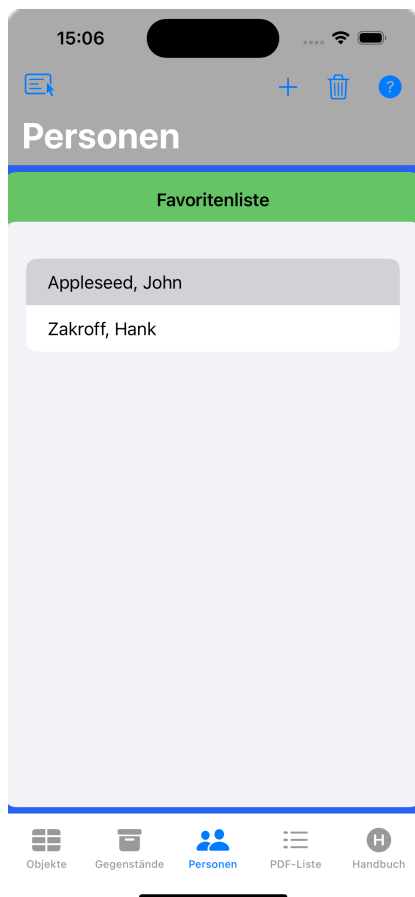 15:06
?
Personen
Favoritenliste
Appleseed, John
Zakroff, Hank
H
Objekte Gegenstände Personen PDF-Liste Handbuch